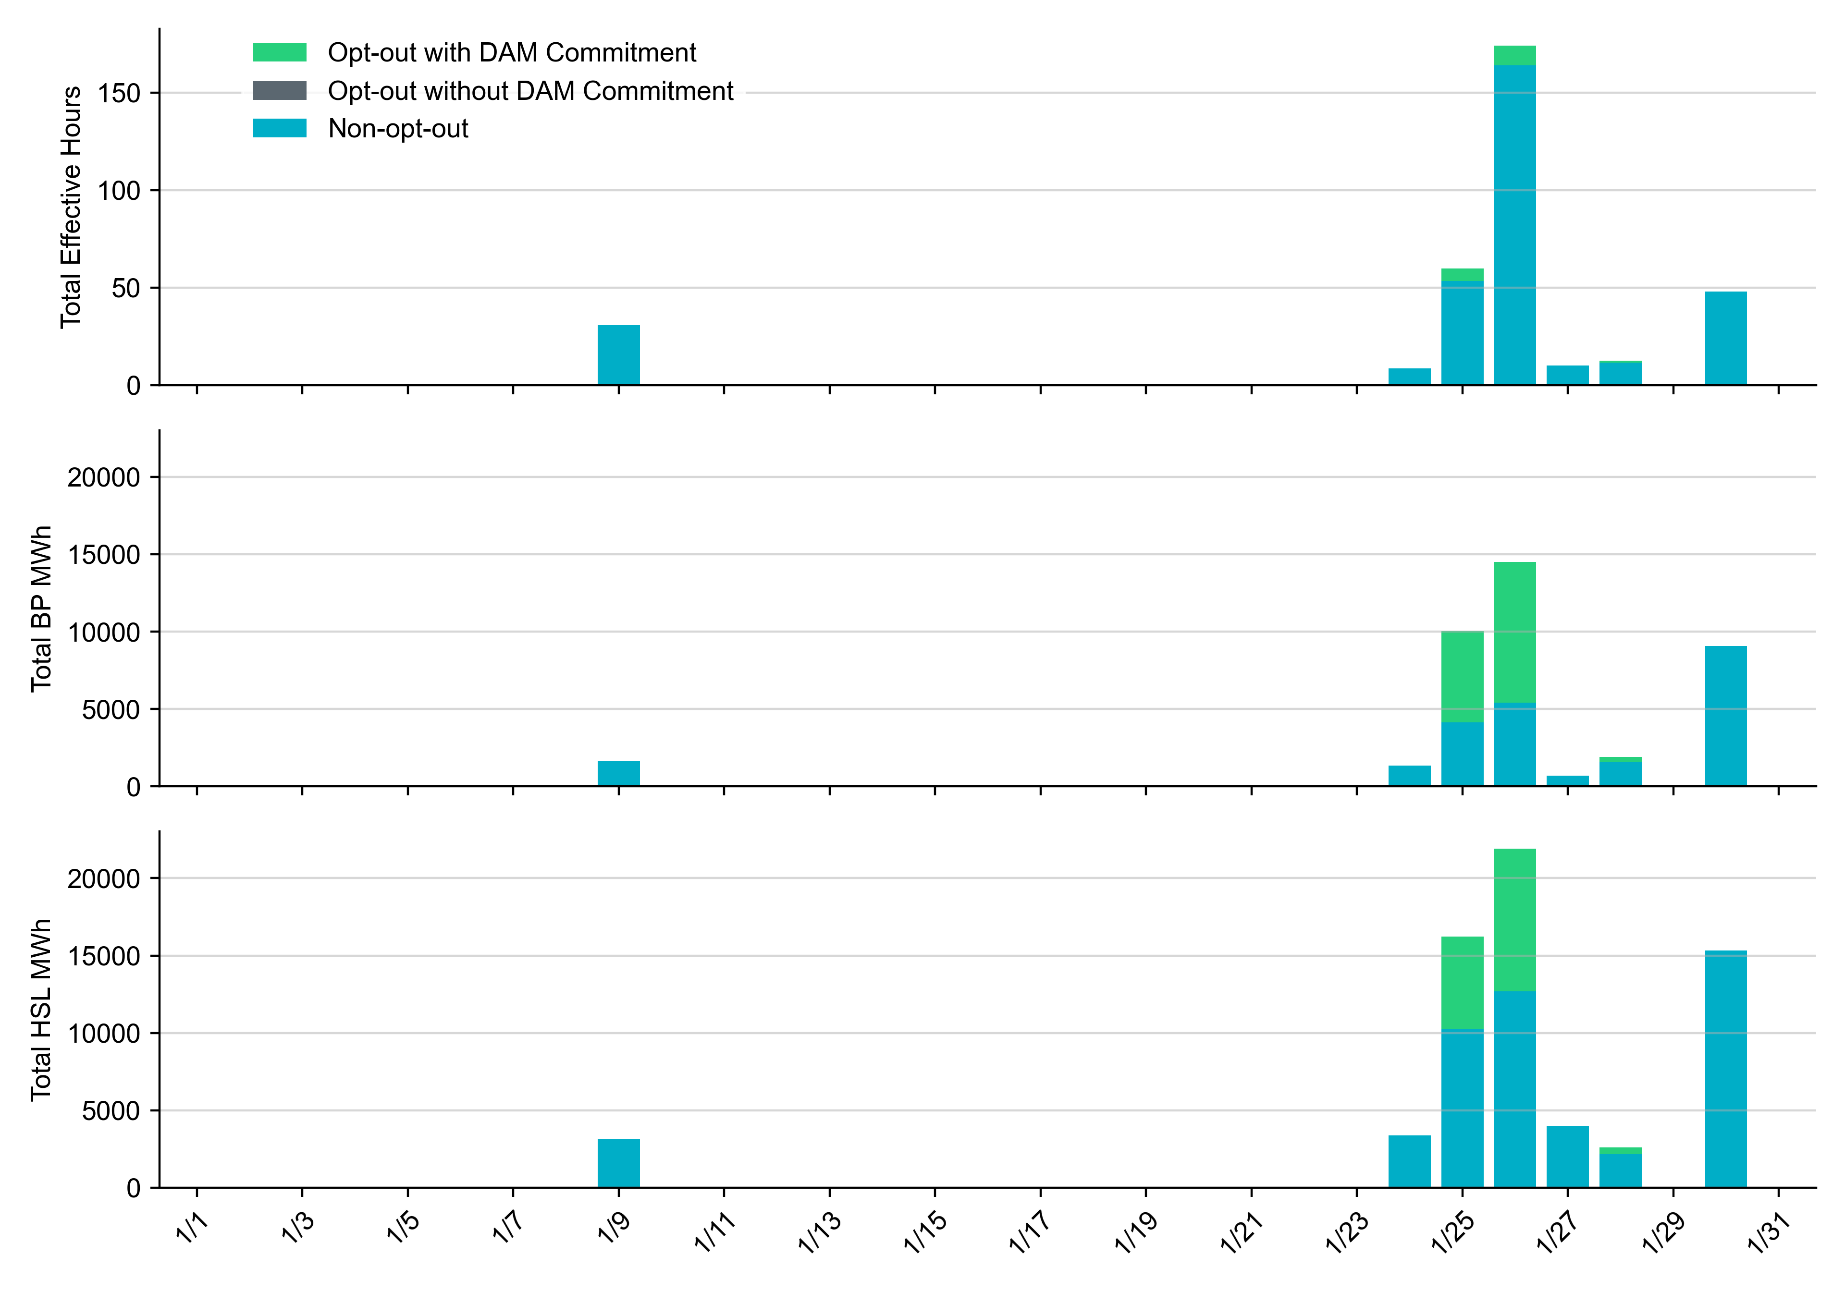 Opt-out with DAM Commitment
Opt-out without DAM Commitment
Non-opt-out
Total Effective Hours
150
100
50
0
Total BP MWh
20000
15000
10000
5000
0
Total HSL MWh
20000
15000
10000
5000
0
1/1 1/3 1/5 1/7 1/9 1/11 1/13 1/15 1/17 1/19 1/21 1/23 1/25 1/27 1/29 1/31